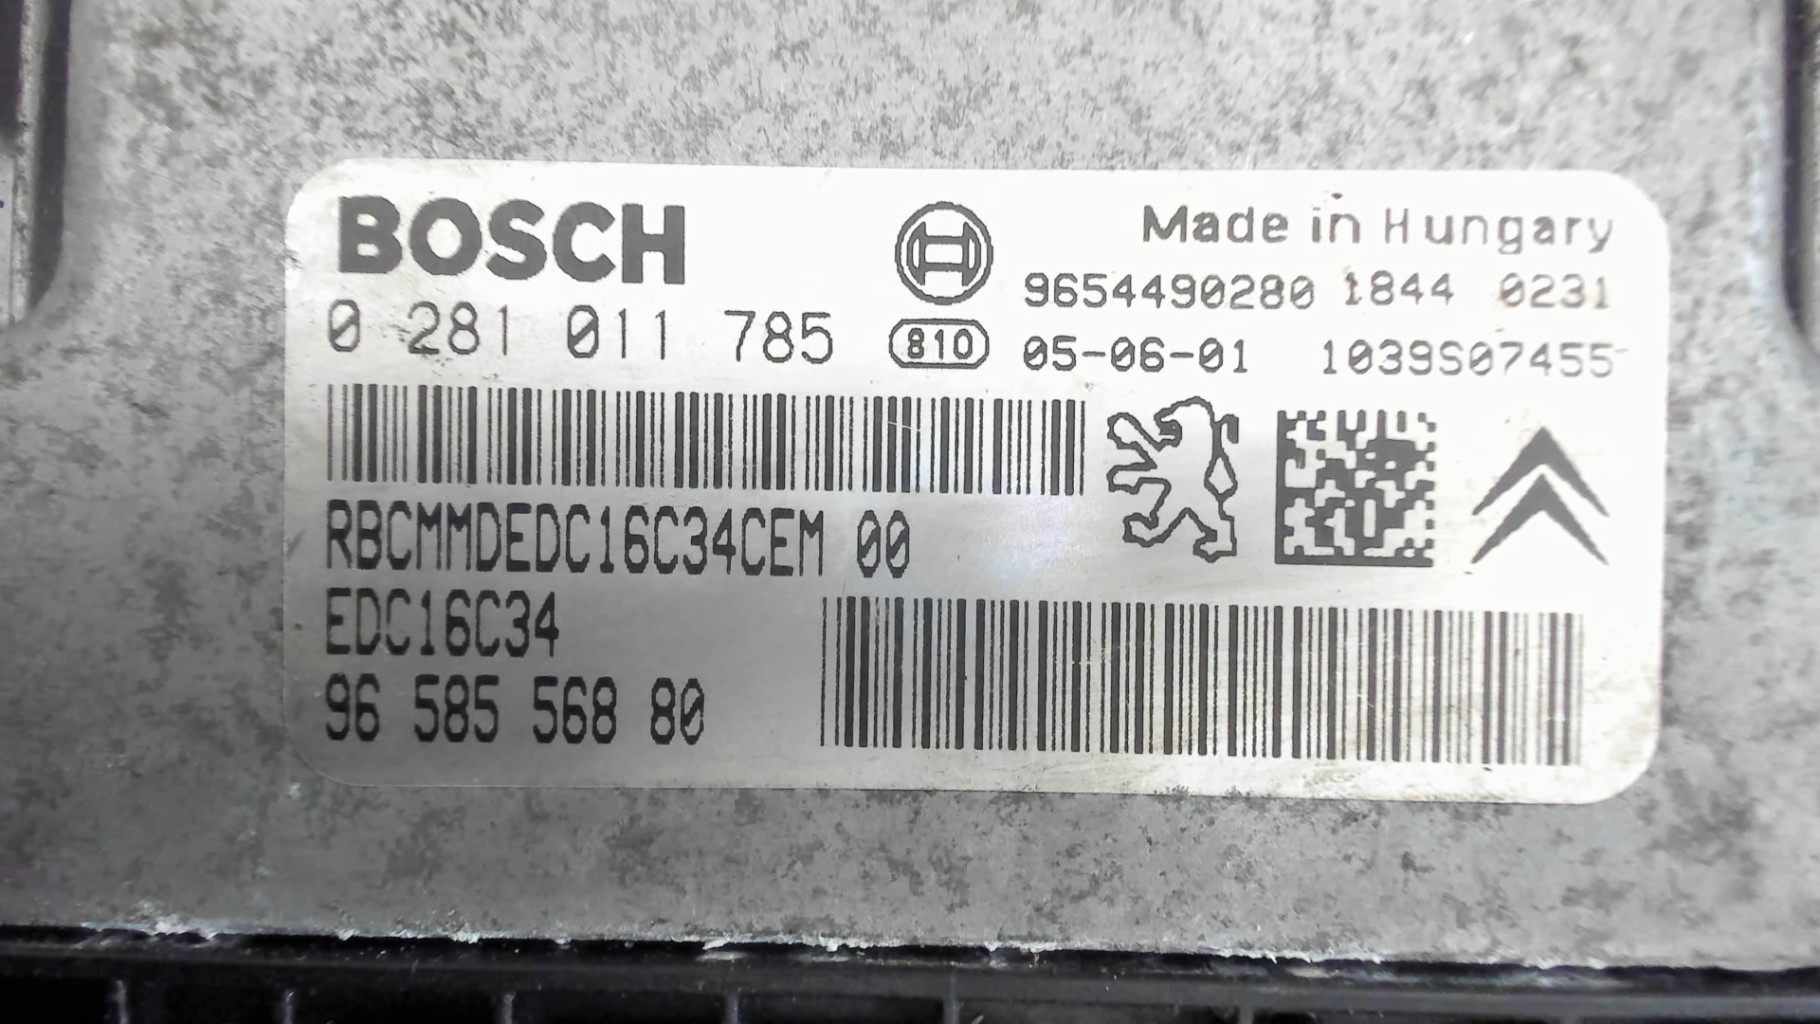 BOSCH
Made in Hungary
9654490280 1844 0231
0 281 011 785
810
05-06-01 1039S07455
RBCMMDEDC16C34CEM 00
EDC16C34
96 585 568 80